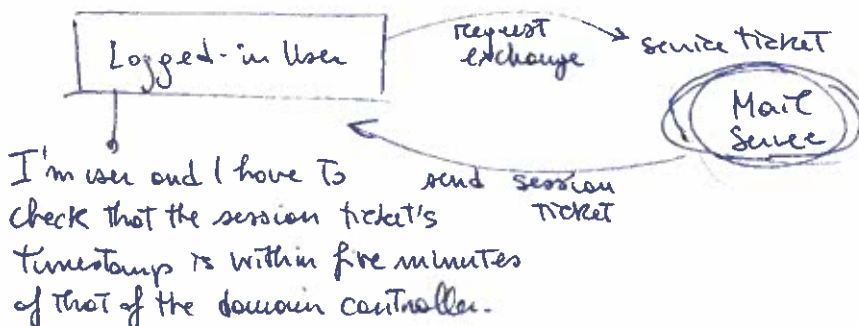 Logged-in User
request
exchange
service ticket
Mail
Server
send session
ticket
I'm user and I have to
check that the session ticket's
timestamp is within five minutes
of that of the domain controller.